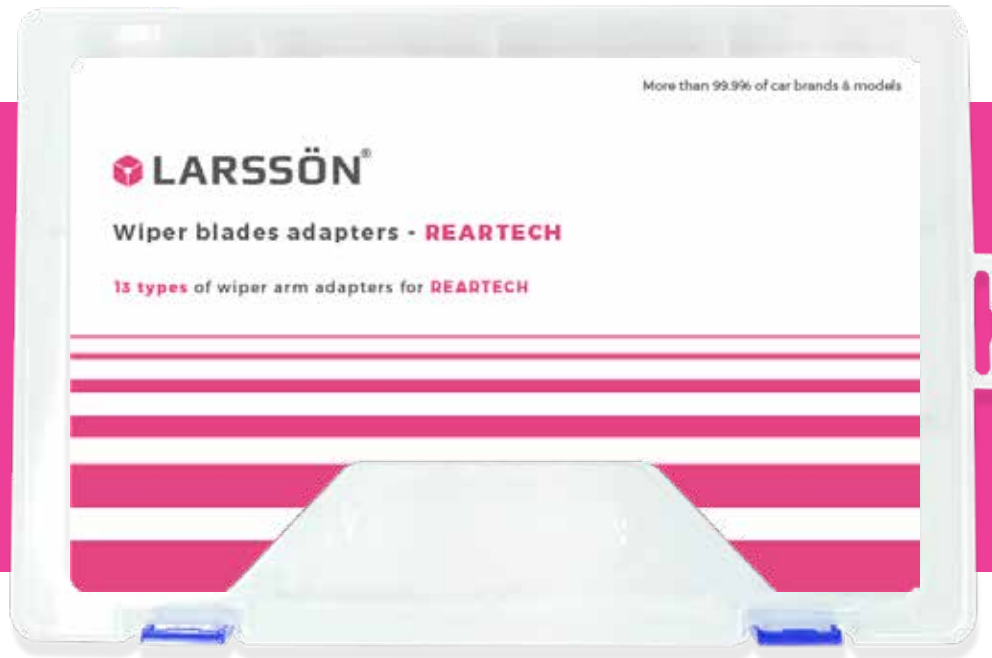 More than 99.9% of car brands & models
LARSSÖN®
Wiper blades adapters - REARTECH
13 types of wiper arm adapters for REARTECH